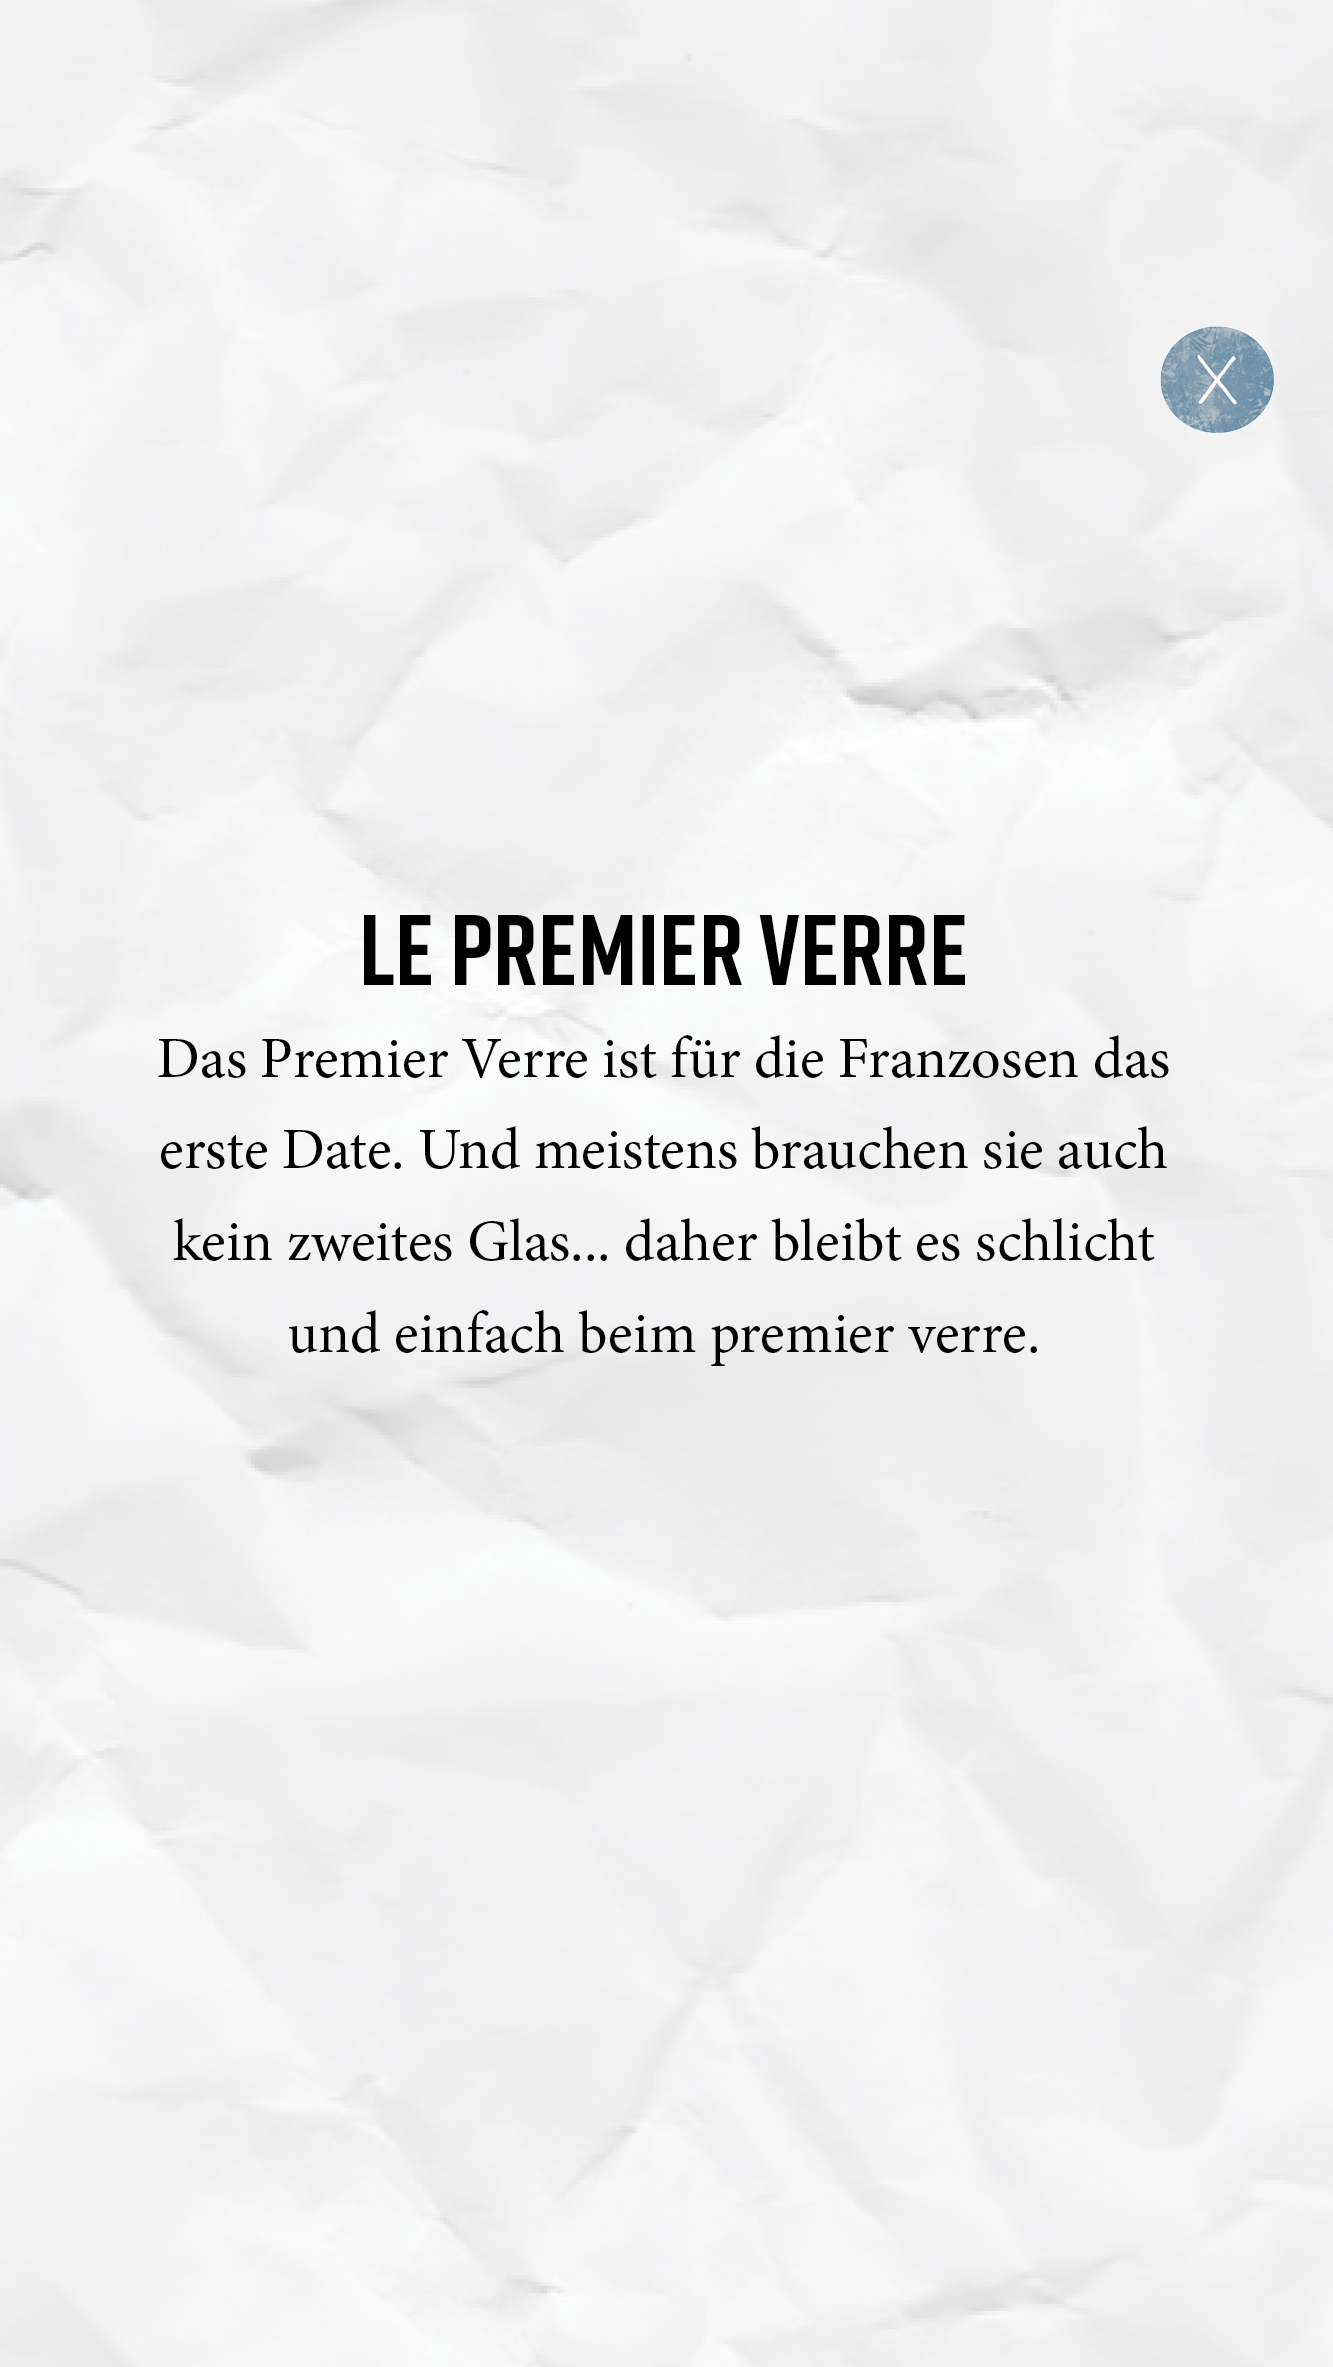 X
LE PREMIER VERRE
Das Premier Verre ist für die Franzosen das
erste Date. Und meistens brauchen sie auch
kein zweites Glas... daher bleibt es schlicht
und einfach beim premier verre.